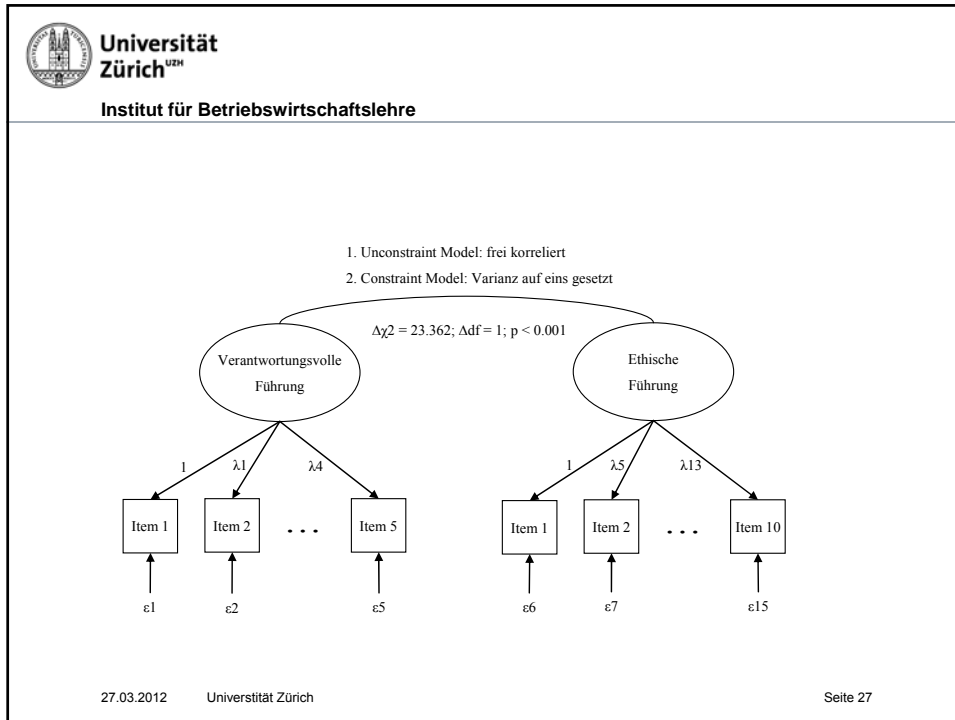 Universität
Zürich UZH
Institut für Betriebswirtschaftslehre
1. Unconstraint Model: frei korreliert
2. Constraint Model: Varianz auf eins gesetzt
Δχ2 = 23.362; Δdf = 1; p < 0.001
Verantwortungsvolle
Führung
Ethische
Führung
1 λ1 λ4 1 λ5 λ13
Item 1 Item 2 ... Item 5 Item 1 Item 2 ... Item 10
ε1 ε2 ε5 ε6 ε7 ε15
27.03.2012 Universtität Zürich Seite 27